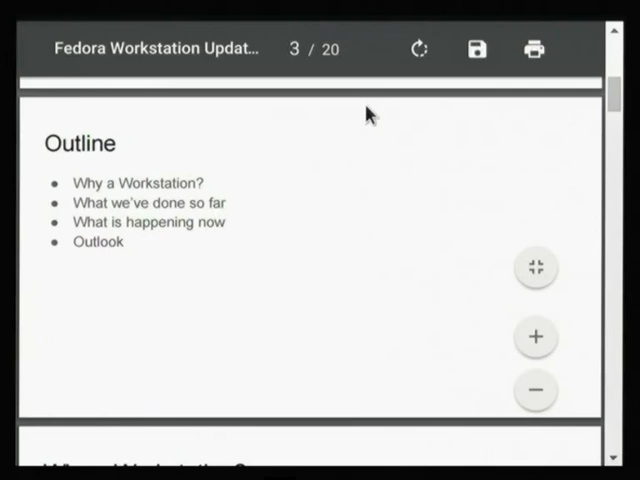 Fedora Workstation Updat... 3 / 20
Outline
Why a Workstation?
What we've done so far
What is happening now
Outlook